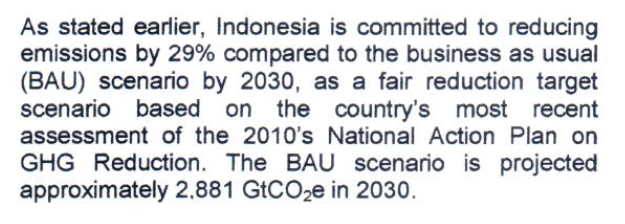 As stated earlier, Indonesia is committed to reducing
emissions by 29% compared to the business as usual
(BAU) scenario by 2030, as a fair reduction target
scenario based on the country's most recent
assessment of the 2010's National Action Plan on
GHG Reduction. The BAU scenario is projected
approximately 2,881 GtCO₂e in 2030.